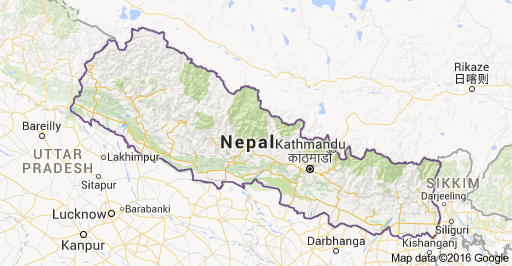 Rikaze
日喀则
Bareilly
Nepal
Kathmandu
काठमाडौं
UTTAR
PRADESH
Lakhimpur
Sitapur
SIKKIM
Darjeeling
Lucknow
Barabanki
Siliguri
Kanpur
Darbhanga
Kishanganj
Map data ©2016 Google